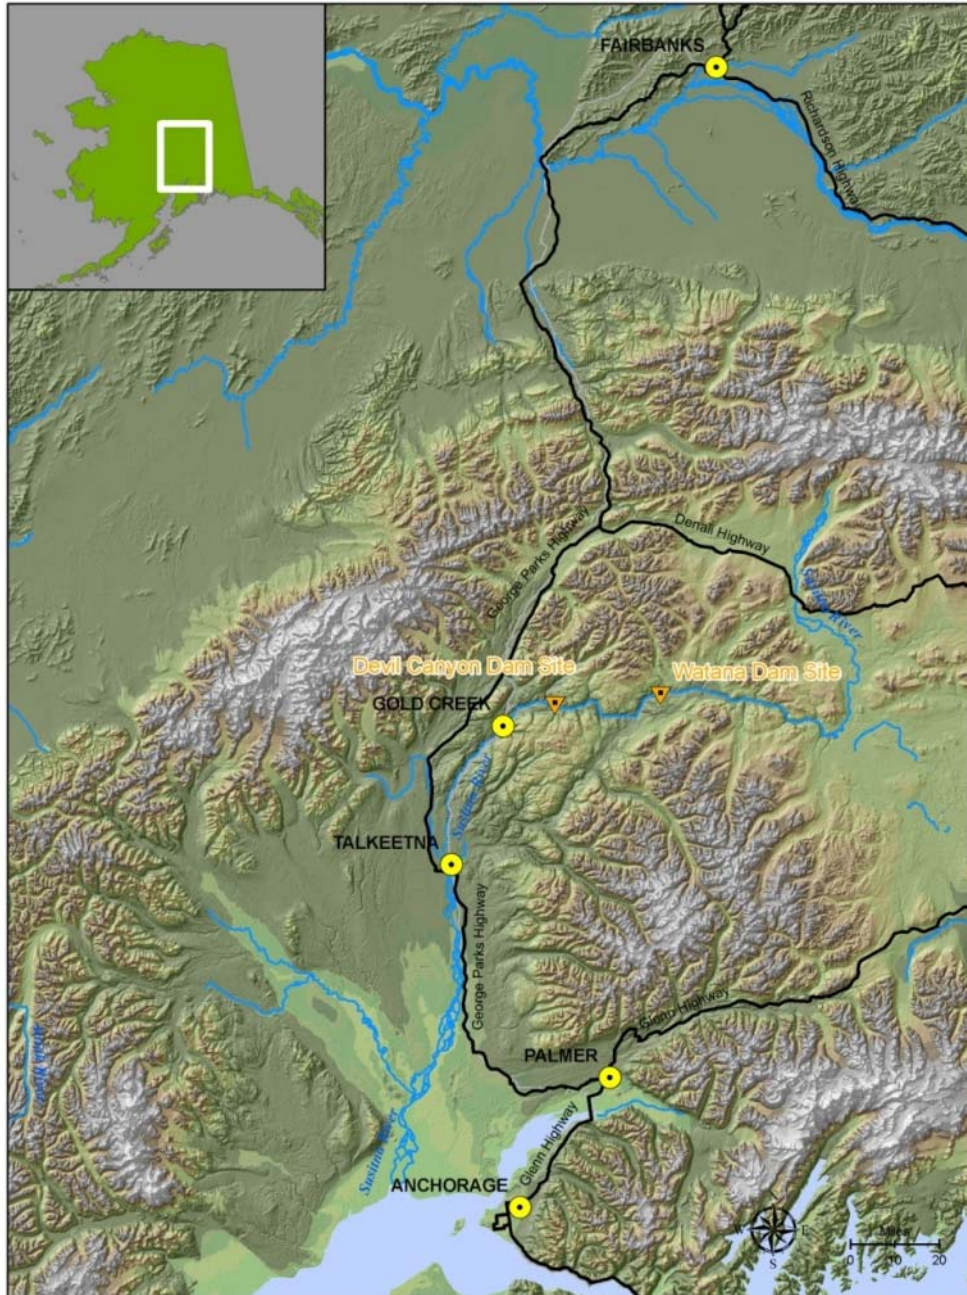 FAIRBANKS
Richardson Highway
George Parks Highway
Denali Highway
Susitna River
Devil Canyon Dam Site
Watana Dam Site
GOLD CREEK
Susitna River
TALKEETNA
George Parks Highway
Glenn Highway
PALMER
Glenn Highway
Susitna River
ANCHORAGE
W
E
S
Miles
0
10
20